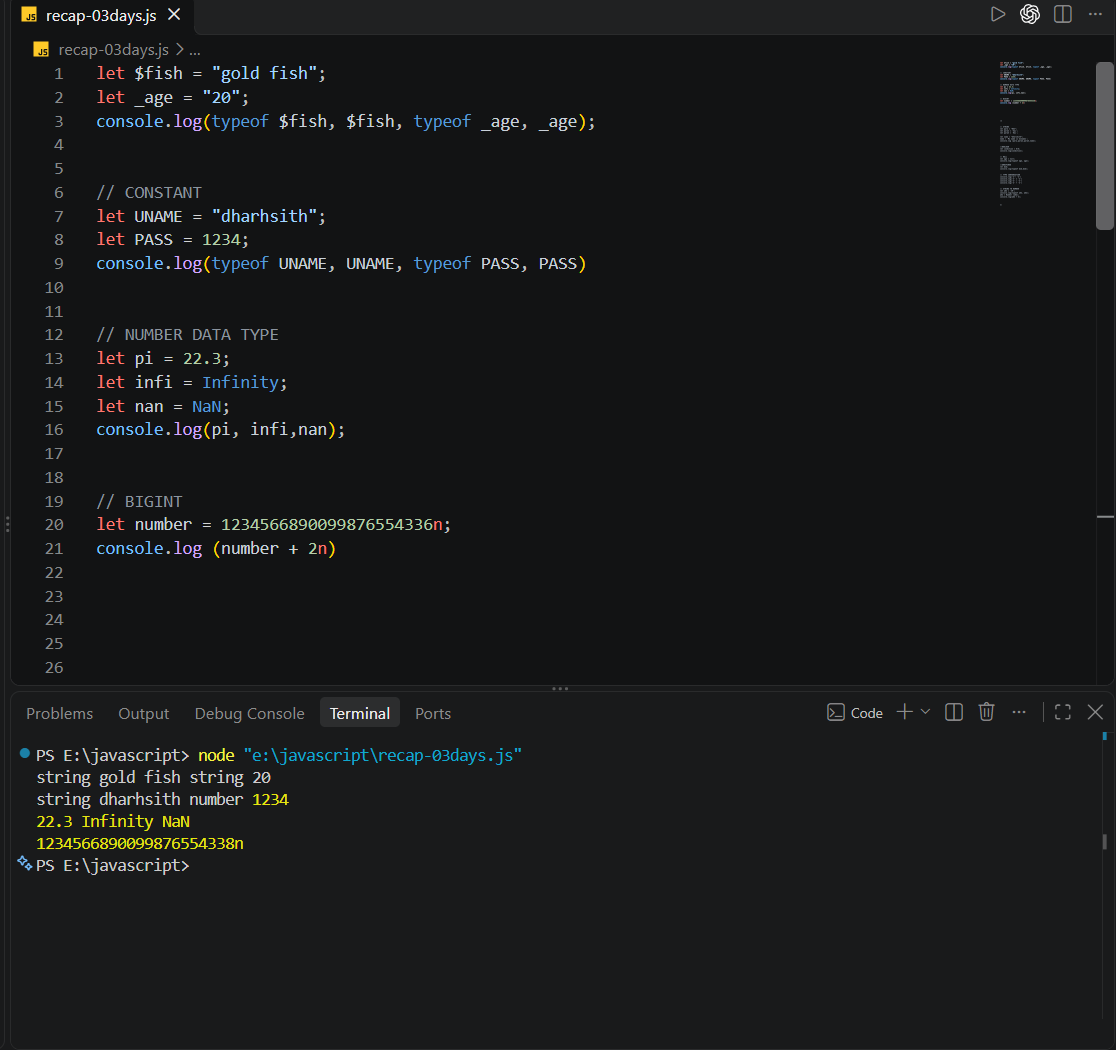 JS recap-03days.js
JS recap-03days.js > ...
1 let $fish = "gold fish";
2 let _age = "20";
3 console.log(typeof $fish, $fish, typeof _age, _age);
4
5
6 // CONSTANT
7 let UNAME = "dharhsith";
8 let PASS = 1234;
9 console.log(typeof UNAME, UNAME, typeof PASS, PASS)
10
11
12 // NUMBER DATA TYPE
13 let pi = 22.3;
14 let infi = Infinity;
15 let nan = NaN;
16 console.log(pi, infi,nan);
17
18
19 // BIGINT
20 let number = 1234566890099876554336n;
21 console.log (number + 2n)
22
23
24
25
26
Problems Output Debug Console Terminal Ports Code
PS E:\javascript> node "e:\javascript\recap-03days.js"
string gold fish string 20
string dharhsith number 1234
22.3 Infinity NaN
1234566890099876554338n
PS E:\javascript>